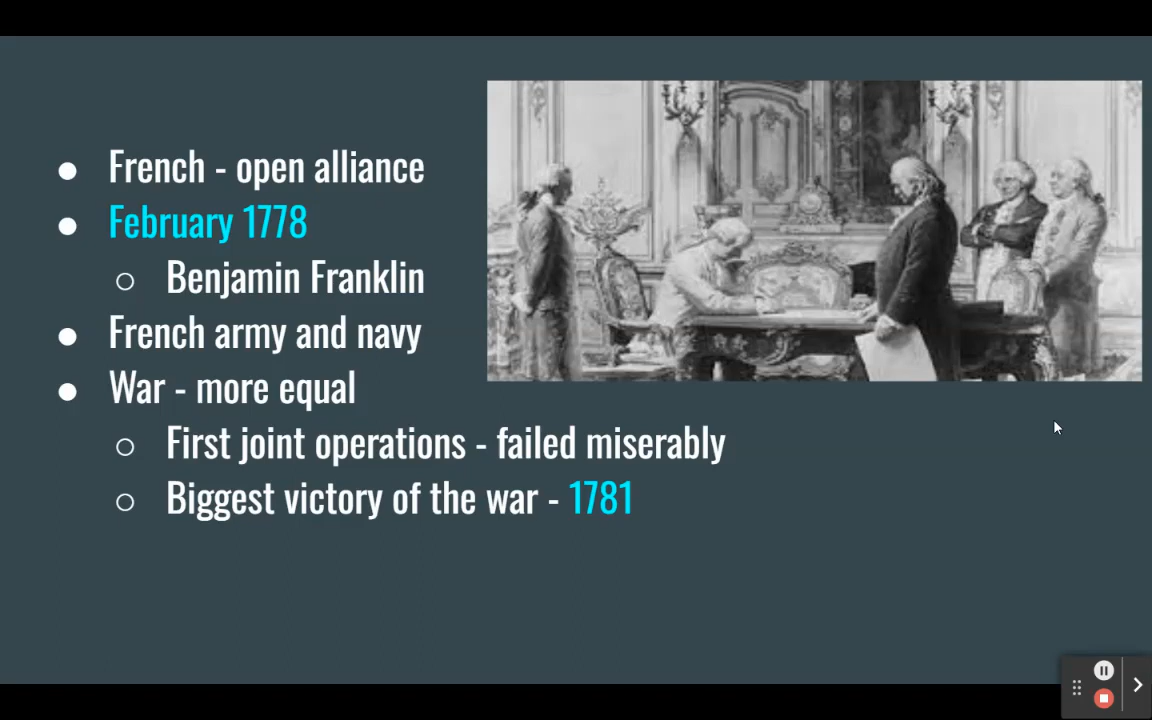 ● French - open alliance
● February 1778
○ Benjamin Franklin
● French army and navy
● War - more equal
○ First joint operations - failed miserably
○ Biggest victory of the war - 1781